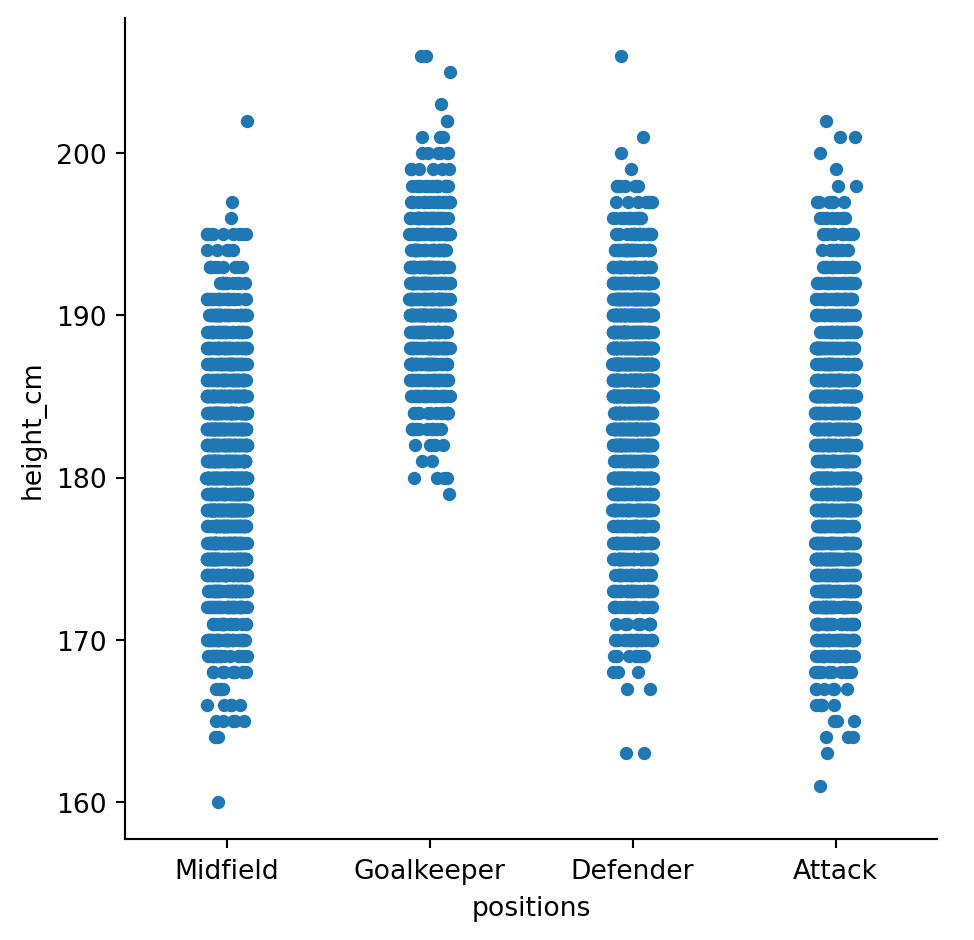 height_cm
200
190
180
170
160
Midfield
Goalkeeper
Defender
Attack
positions